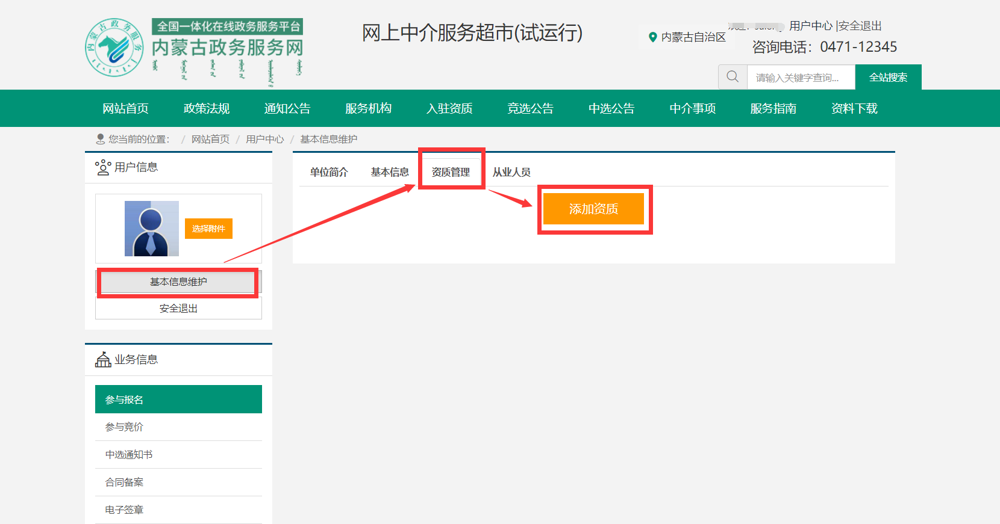 全国一体化在线政务服务平台
内蒙古政务服务网
网上中介服务超市(试运行)
内蒙古自治区
用户中心 |安全退出
咨询电话：0471-12345
请输入关键字查询...
全站搜索
网站首页 政策法规 通知公告 服务机构 入驻资质 竞选公告 中选公告 中介事项 服务指南 资料下载
您当前的位置： / 网站首页 / 用户中心 / 基本信息维护
用户信息
选择附件
基本信息维护
安全退出
单位简介 基本信息 资质管理 从业人员
添加资质
业务信息
参与报名
参与竞价
中选通知书
合同备案
电子签章